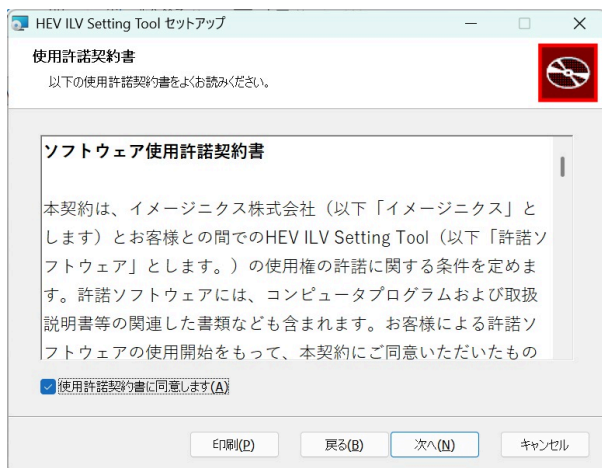 HEV ILV Setting Tool セットアップ
使用許諾契約書
以下の使用許諾契約書をよくお読みください。
ソフトウェア使用許諾契約書
本契約は、イメージニクス株式会社（以下「イメージニクス」と
します）とお客様との間でのHEV ILV Setting Tool（以下「許諾ソ
フトウェア」とします。）の使用権の許諾に関する条件を定めま
す。許諾ソフトウェアには、コンピュータプログラムおよび取扱
説明書等の関連した書類なども含まれます。お客様による許諾ソ
フトウェアの使用開始をもって、本契約にご同意いただいたもの
使用許諾契約書に同意します(A)
印刷(P) 戻る(B) 次へ(N) キャンセル